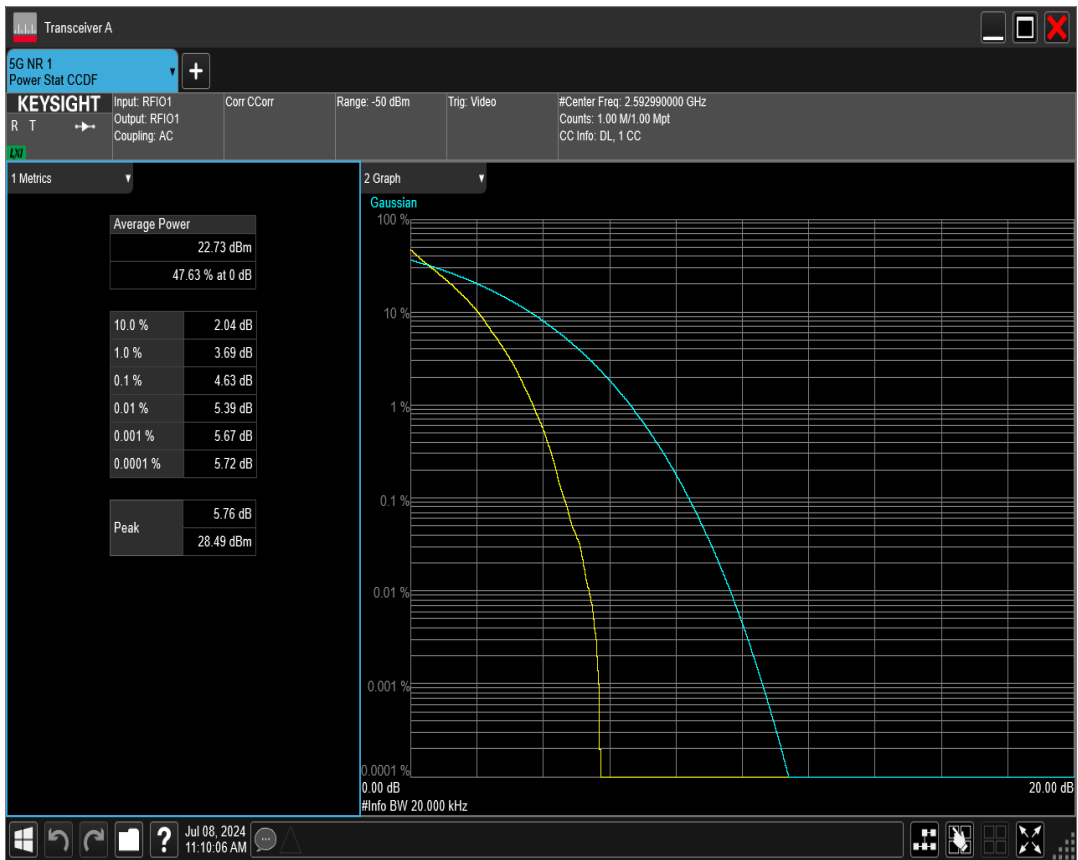 Transceiver A
5G NR 1
Power Stat CCDF
KEYSIGHT
R T
LXI
Input: RFIO1
Output: RFIO1
Coupling: AC
Corr CCorr
Range: -50 dBm
Trig: Video
#Center Freq: 2.592990000 GHz
Counts: 1.00 M/1.00 Mpt
CC Info: DL, 1 CC
1 Metrics
Average Power
22.73 dBm
47.63 % at 0 dB
10.0 % 2.04 dB
1.0 % 3.69 dB
0.1 % 4.63 dB
0.01 % 5.39 dB
0.001 % 5.67 dB
0.0001 % 5.72 dB
Peak
5.76 dB
28.49 dBm
2 Graph
Gaussian
100 %
10 %
1 %
0.1 %
0.01 %
0.001 %
0.0001 %
0.00 dB
20.00 dB
#Info BW 20.000 kHz
?
Jul 08, 2024
11:10:06 AM